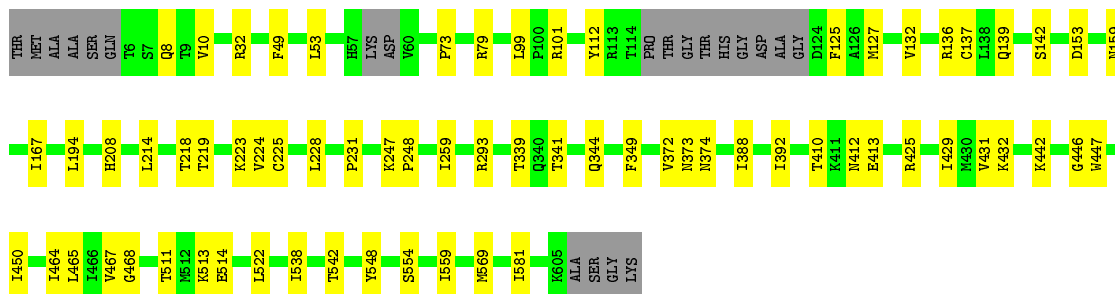 THR MET ALA ALA SER GLN T6 S7 Q8 T9 V10 R32 F49 L53 H57 LYS ASP V60 P73 R79 L99 P100 R101 Y112 R113 T114 PRO THR GLY THR HIS GLY ASP ALA GLY D124 F125 A126 M127 V132 R136 C137 L138 Q139 S142 D153 N159
I167 L194 H208 L214 T218 T219 K223 V224 C225 L228 P231 K247 P248 I259 R293 T339 Q340 T341 Q344 F349 V372 N373 N374 I388 I392 T410 K411 N412 E413 R425 I429 M430 V431 K432 K442 G446 W447
I450 I464 L465 I466 V467 G468 T511 M512 K513 E514 L522 I538 T542 Y548 S554 I559 M569 I581 K605 ALA SER GLY LYS